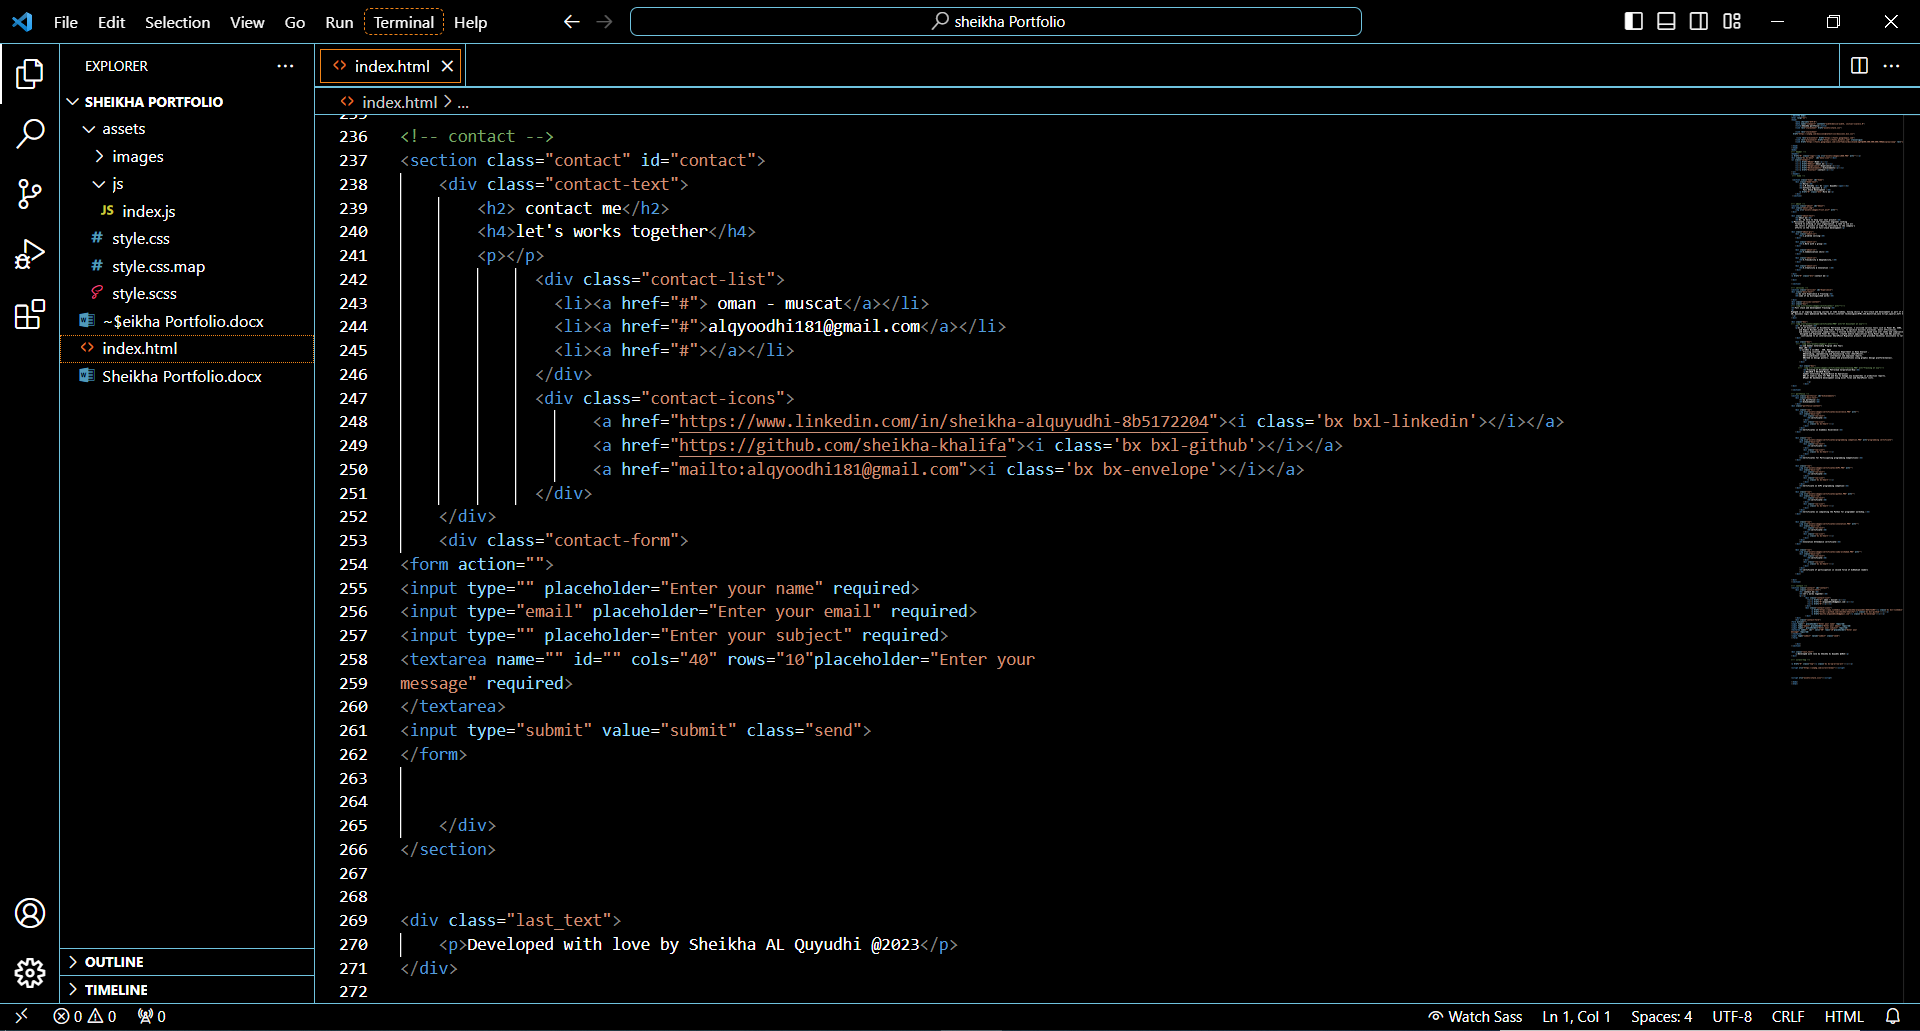 File Edit Selection View Go Run Terminal Help
sheikha Portfolio
EXPLORER
SHEIKHA PORTFOLIO
assets
images
js
JS index.js
# style.css
# style.css.map
style.scss
~$eikha Portfolio.docx
index.html
Sheikha Portfolio.docx
OUTLINE
TIMELINE
index.html
index.html > ...
235
236 <!-- contact -->
237 <section class="contact" id="contact">
238 <div class="contact-text">
239 <h2> contact me</h2>
240 <h4>let's works together</h4>
241 <p></p>
242 <div class="contact-list">
243 <li><a href="#"> oman - muscat</a></li>
244 <li><a href="#">alqyoodhi181@gmail.com</a></li>
245 <li><a href="#"></a></li>
246 </div>
247 <div class="contact-icons">
248 <a href="https://www.linkedin.com/in/sheikha-alquyudhi-8b5172204"><i class='bx bxl-linkedin'></i></a>
249 <a href="https://github.com/sheikha-khalifa"><i class='bx bxl-github'></i></a>
250 <a href="mailto:alqyoodhi181@gmail.com"><i class='bx bx-envelope'></i></a>
251 </div>
252 </div>
253 <div class="contact-form">
254 <form action="">
255 <input type="" placeholder="Enter your name" required>
256 <input type="email" placeholder="Enter your email" required>
257 <input type="" placeholder="Enter your subject" required>
258 <textarea name="" id="" cols="40" rows="10"placeholder="Enter your
259 message" required>
260 </textarea>
261 <input type="submit" value="submit" class="send">
262 </form>
263
264
265 </div>
266 </section>
267
268
269 <div class="last_text">
270 <p>Developed with love by Sheikha AL Quyudhi @2023</p>
271 </div>
272
0 0 0
Watch Sass Ln 1, Col 1 Spaces: 4 UTF-8 CRLF HTML